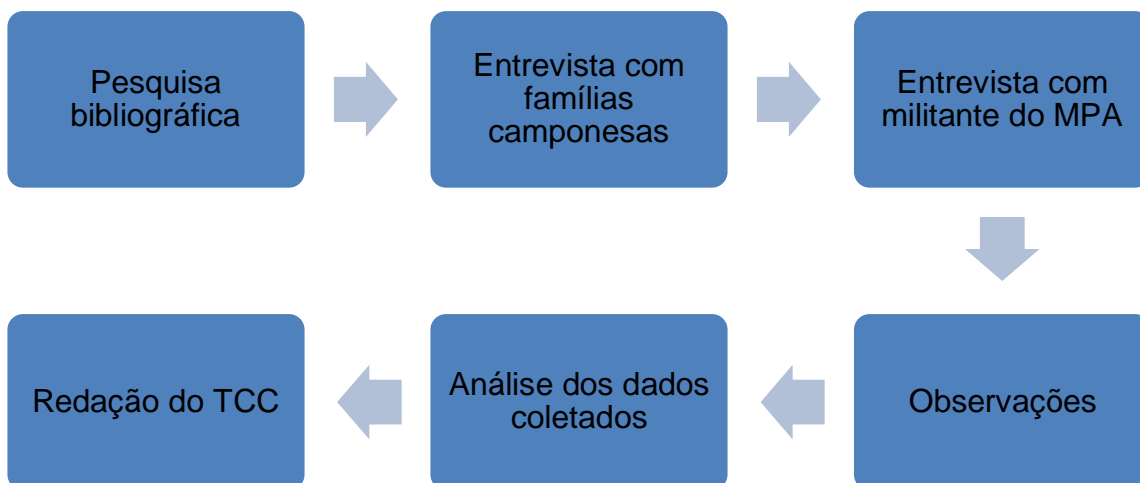 Pesquisa
bibliográfica
Entrevista com
famílias
camponesas
Entrevista com
militante do MPA
Observações
Análise dos dados
coletados
Redação do TCC